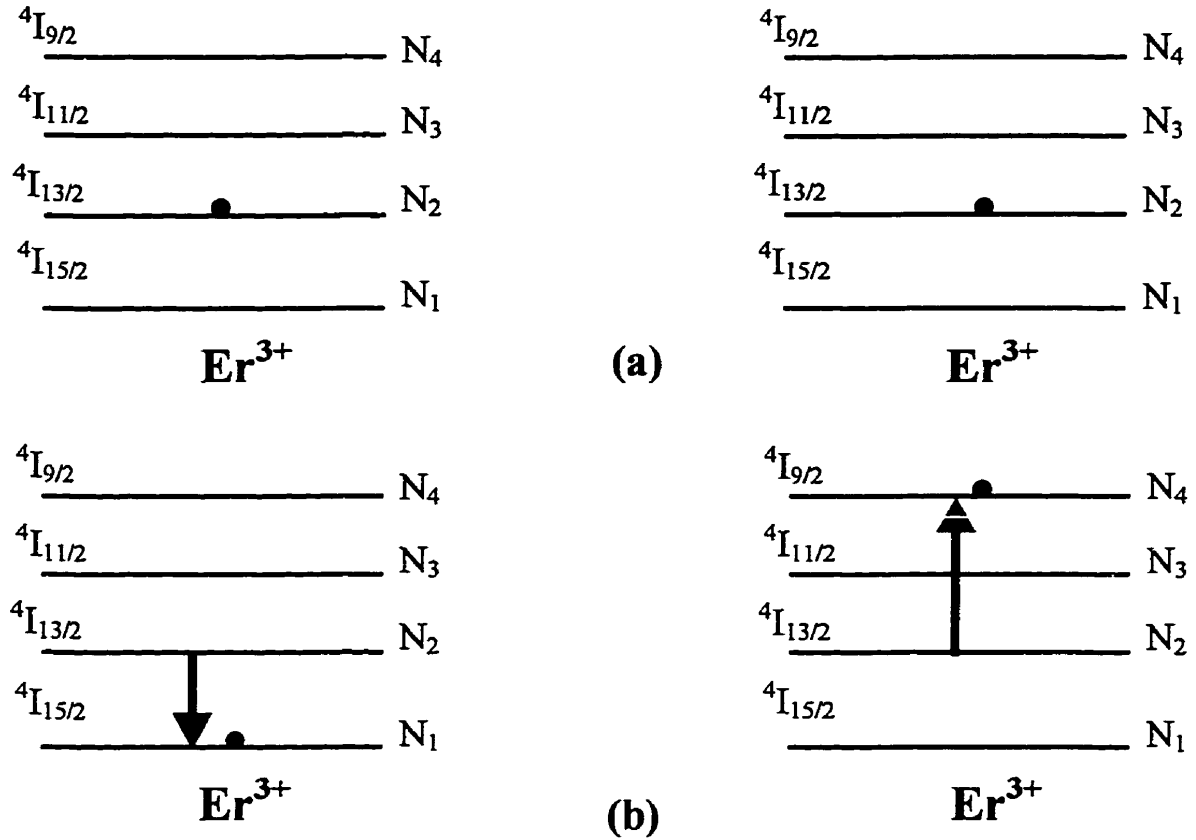 ⁴I₉/₂ N₄ ⁴I₉/₂ N₄
⁴I₁₁/₂ N₃ ⁴I₁₁/₂ N₃
⁴I₁₃/₂ N₂ ⁴I₁₃/₂ N₂
⁴I₁₅/₂ N₁ ⁴I₁₅/₂ N₁
Er³⁺ (a) Er³⁺
⁴I₉/₂ N₄ ⁴I₉/₂ N₄
⁴I₁₁/₂ N₃ ⁴I₁₁/₂ N₃
⁴I₁₃/₂ N₂ ⁴I₁₃/₂ N₂
⁴I₁₅/₂ N₁ ⁴I₁₅/₂ N₁
Er³⁺ (b) Er³⁺